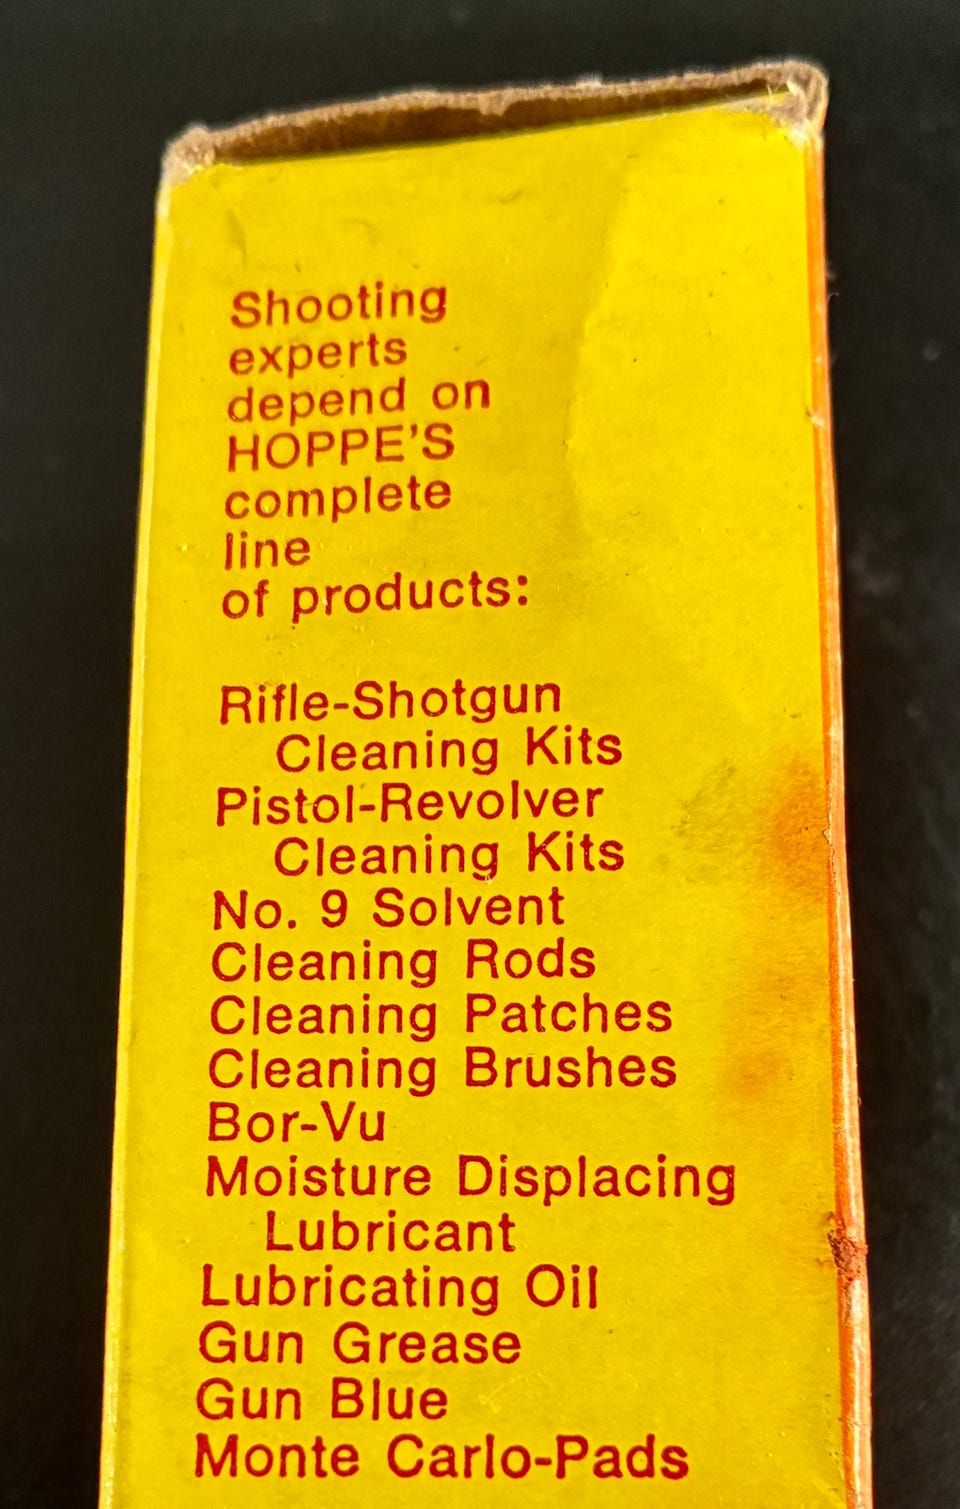 Shooting
experts
depend on
HOPPE'S
complete
line
of products:
Rifle-Shotgun
Cleaning Kits
Pistol-Revolver
Cleaning Kits
No. 9 Solvent
Cleaning Rods
Cleaning Patches
Cleaning Brushes
Bor-Vu
Moisture Displacing
Lubricant
Lubricating Oil
Gun Grease
Gun Blue
Monte Carlo-Pads